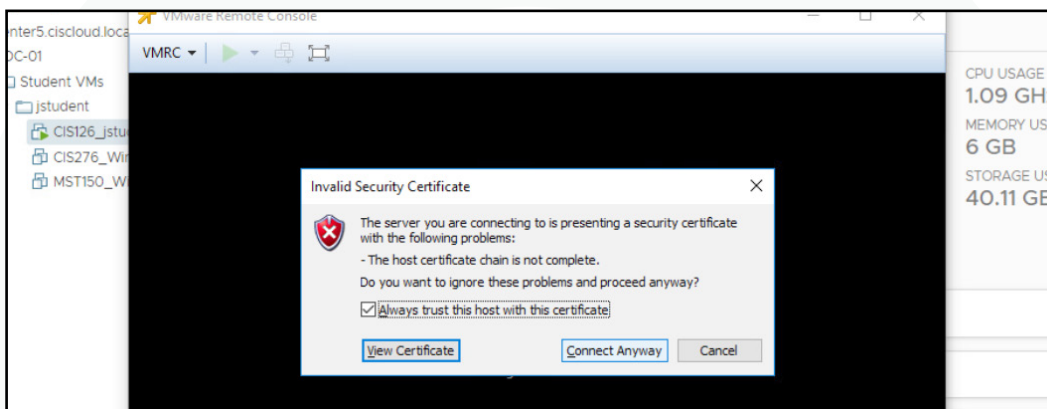 VMware Remote Console
enter5.ciscloud.loca
DC-01
Student VMs
jstudent
CIS126_jstu
CIS276_Wi
MST150_Wi
VMRC
Invalid Security Certificate
The server you are connecting to is presenting a security certificate
with the following problems:
- The host certificate chain is not complete.
Do you want to ignore these problems and proceed anyway?
Always trust this host with this certificate
View Certificate
Connect Anyway
Cancel
CPU USAGE
1.09 GH
MEMORY US
6 GB
STORAGE US
40.11 GB